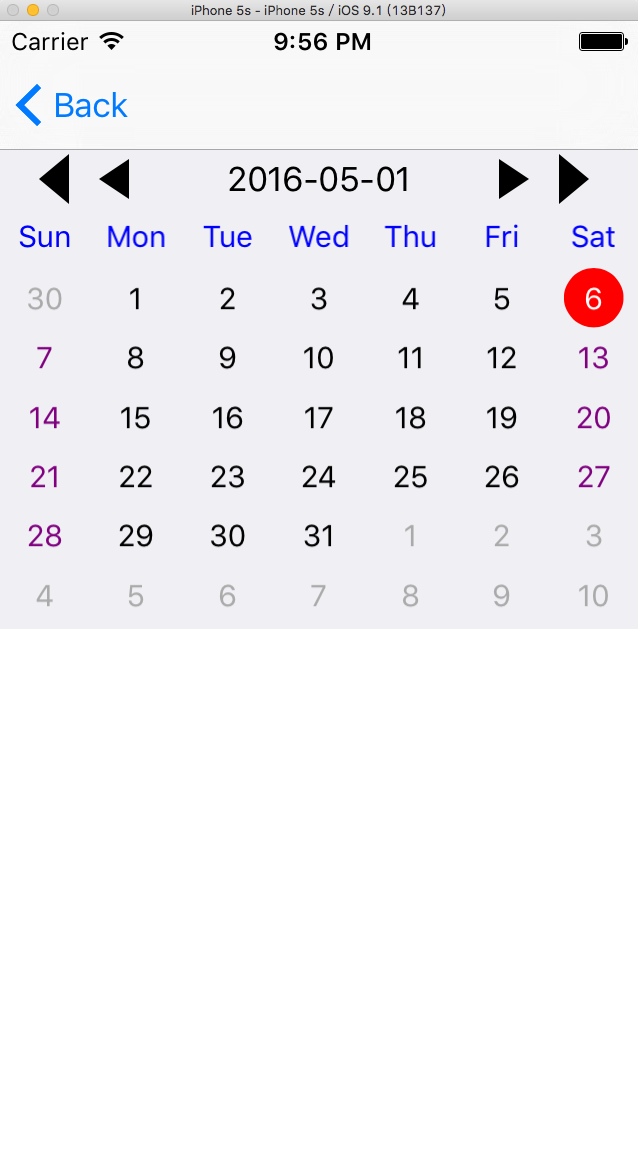 iPhone 5s - iPhone 5s / iOS 9.1 (13B137)
Carrier 9:56 PM
Back
2016-05-01
Sun Mon Tue Wed Thu Fri Sat
30 1 2 3 4 5 6
7 8 9 10 11 12 13
14 15 16 17 18 19 20
21 22 23 24 25 26 27
28 29 30 31 1 2 3
4 5 6 7 8 9 10